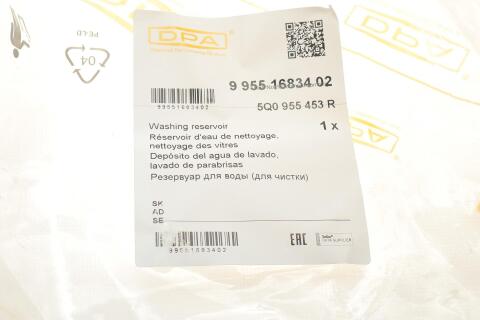 DPA
9 955 16834 02
99551683402
5Q0 955 453 R
Washing reservoir
1 x
Réservoir d'eau de nettoyage,
nettoyage des vitres
Depósito del agua de lavado,
lavado de parabrisas
Резервуар для воды (для чистки)
SK
AD
SE
99551683402
EAC
04
PE-LD